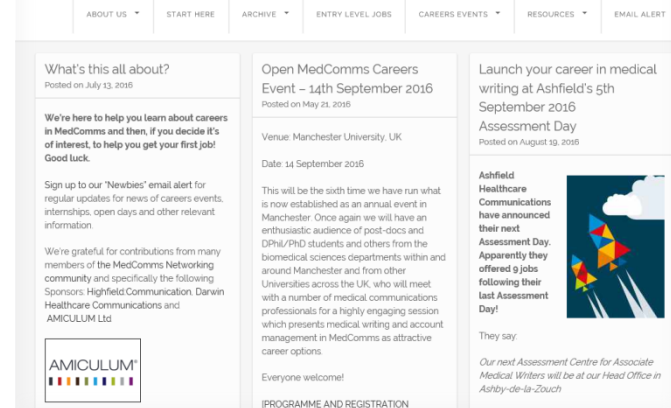 ABOUT US
START HERE
ARCHIVE
ENTRY LEVEL JOBS
CAREERS EVENTS
RESOURCES
EMAIL ALERT
What's this all about?
Posted on July 13, 2016
We're here to help you learn about careers
in MedComms and then, if you decide it's
of interest, to help you get your first job!
Good luck.
Sign up to our "Newbies" email alert for
regular updates for news of careers events,
internships, open days and other relevant
information.
We're grateful for contributions from many
members of the MedComms Networking
community and specifically the following
Sponsors: Highfield:Communication, Darwin
Healthcare Communications and
AMICULUM Ltd
AMICULUM®
Open MedComms Careers
Event – 14th September 2016
Posted on May 21, 2016
Venue: Manchester University, UK
Date: 14 September 2016
This will be the sixth time we have run what
is now established as an annual event in
Manchester. Once again we will have an
enthusiastic audience of post-docs and
DPhil/PhD students and others from the
biomedical sciences departments within and
around Manchester and from other
Universities across the UK, who will meet
with a number of medical communications
professionals for a highly engaging session
which presents medical writing and account
management in MedComms as attractive
career options.
Everyone welcome!
[PROGRAMME AND REGISTRATION
Launch your career in medical
writing at Ashfield's 5th
September 2016
Assessment Day
Posted on August 19, 2016
Ashfield
Healthcare
Communications
have announced
their next
Assessment Day.
Apparently they
offered 9 jobs
following their
last Assessment
Day!
They say:
Our next Assessment Centre for Associate
Medical Writers will be at our Head Office in
Ashby-de-la-Zouch